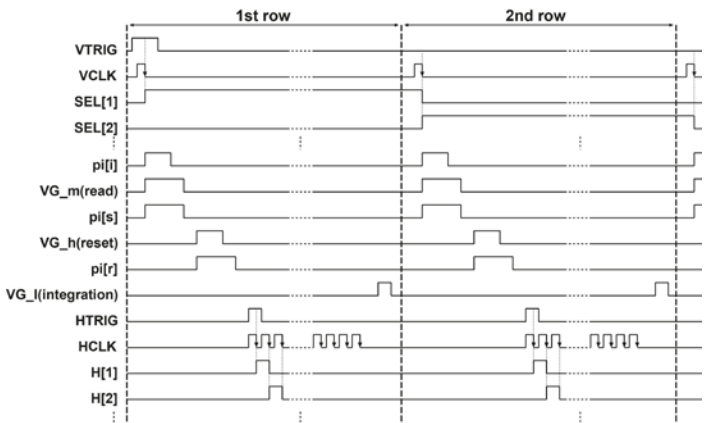 1st row
2nd row
VTRIG
VCLK
SEL[1]
SEL[2]
pi[i]
VG_m(read)
pi[s]
VG_h(reset)
pi[r]
VG_l(integration)
HTRIG
HCLK
H[1]
H[2]